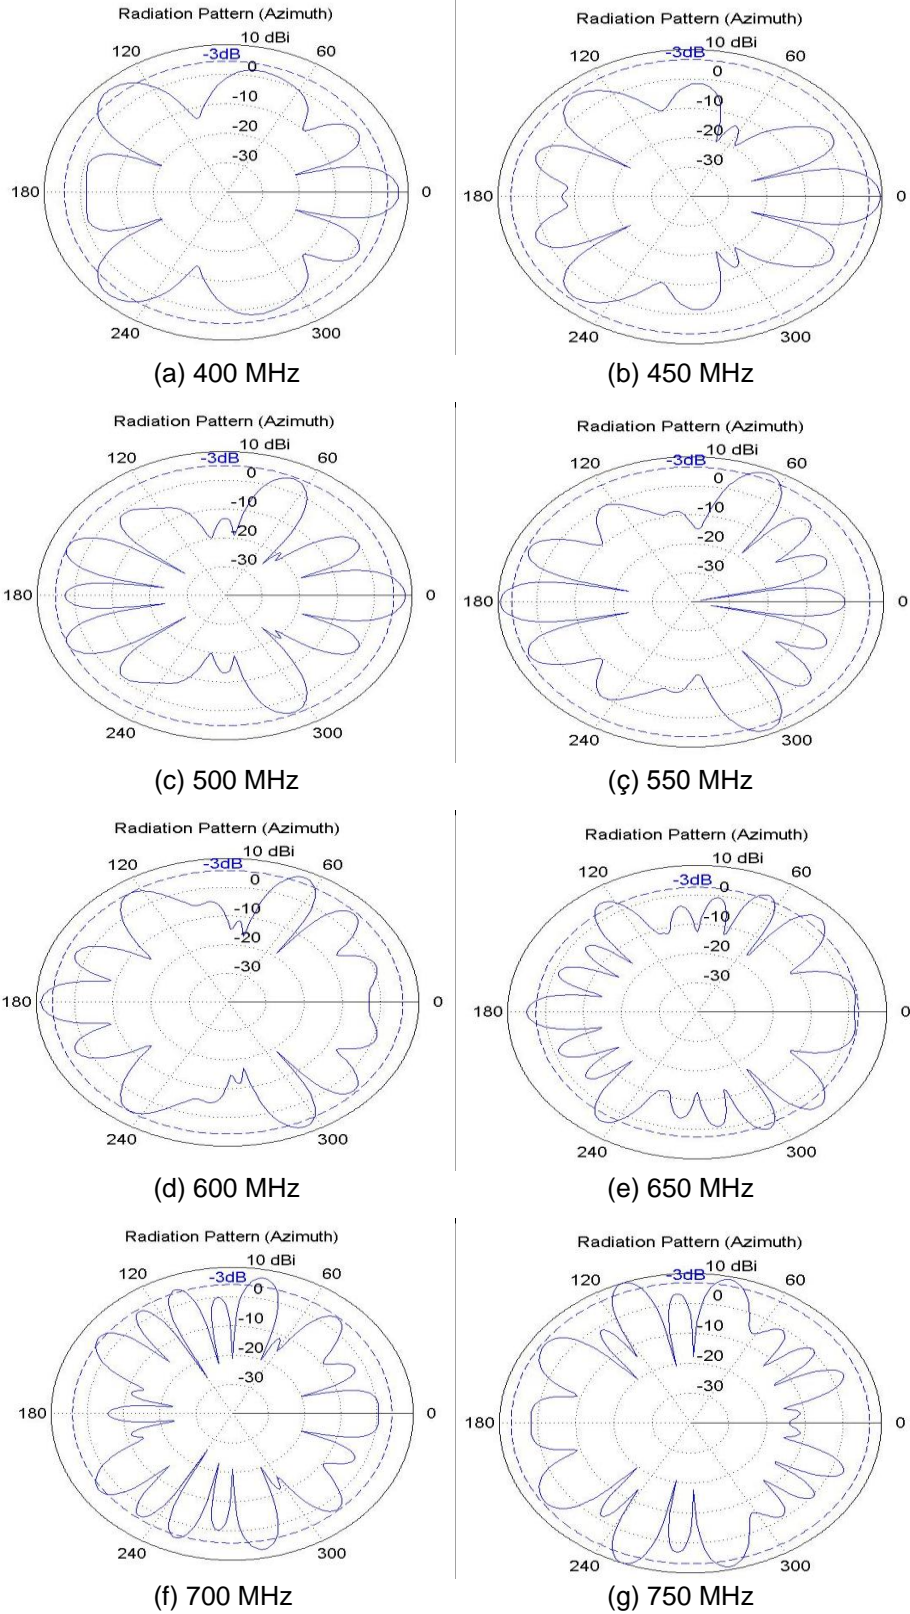 Radiation Pattern (Azimuth)
10 dBi
-3dB
120
60
0
-10
-20
-30
180
0
240
300
(a) 400 MHz
Radiation Pattern (Azimuth)
10 dBi
-3dB
120
60
0
-10
-20
-30
180
0
240
300
(b) 450 MHz
Radiation Pattern (Azimuth)
10 dBi
-3dB
120
60
0
-10
-20
-30
180
0
240
300
(c) 500 MHz
Radiation Pattern (Azimuth)
10 dBi
-3dB
120
60
0
-10
-20
-30
180
0
240
300
(ç) 550 MHz
Radiation Pattern (Azimuth)
10 dBi
-3dB
120
60
0
-10
-20
-30
180
0
240
300
(d) 600 MHz
Radiation Pattern (Azimuth)
10 dBi
-3dB
120
60
0
-10
-20
-30
180
0
240
300
(e) 650 MHz
Radiation Pattern (Azimuth)
10 dBi
-3dB
120
60
0
-10
-20
-30
180
0
240
300
(f) 700 MHz
Radiation Pattern (Azimuth)
10 dBi
-3dB
120
60
0
-10
-20
-30
180
0
240
300
(g) 750 MHz